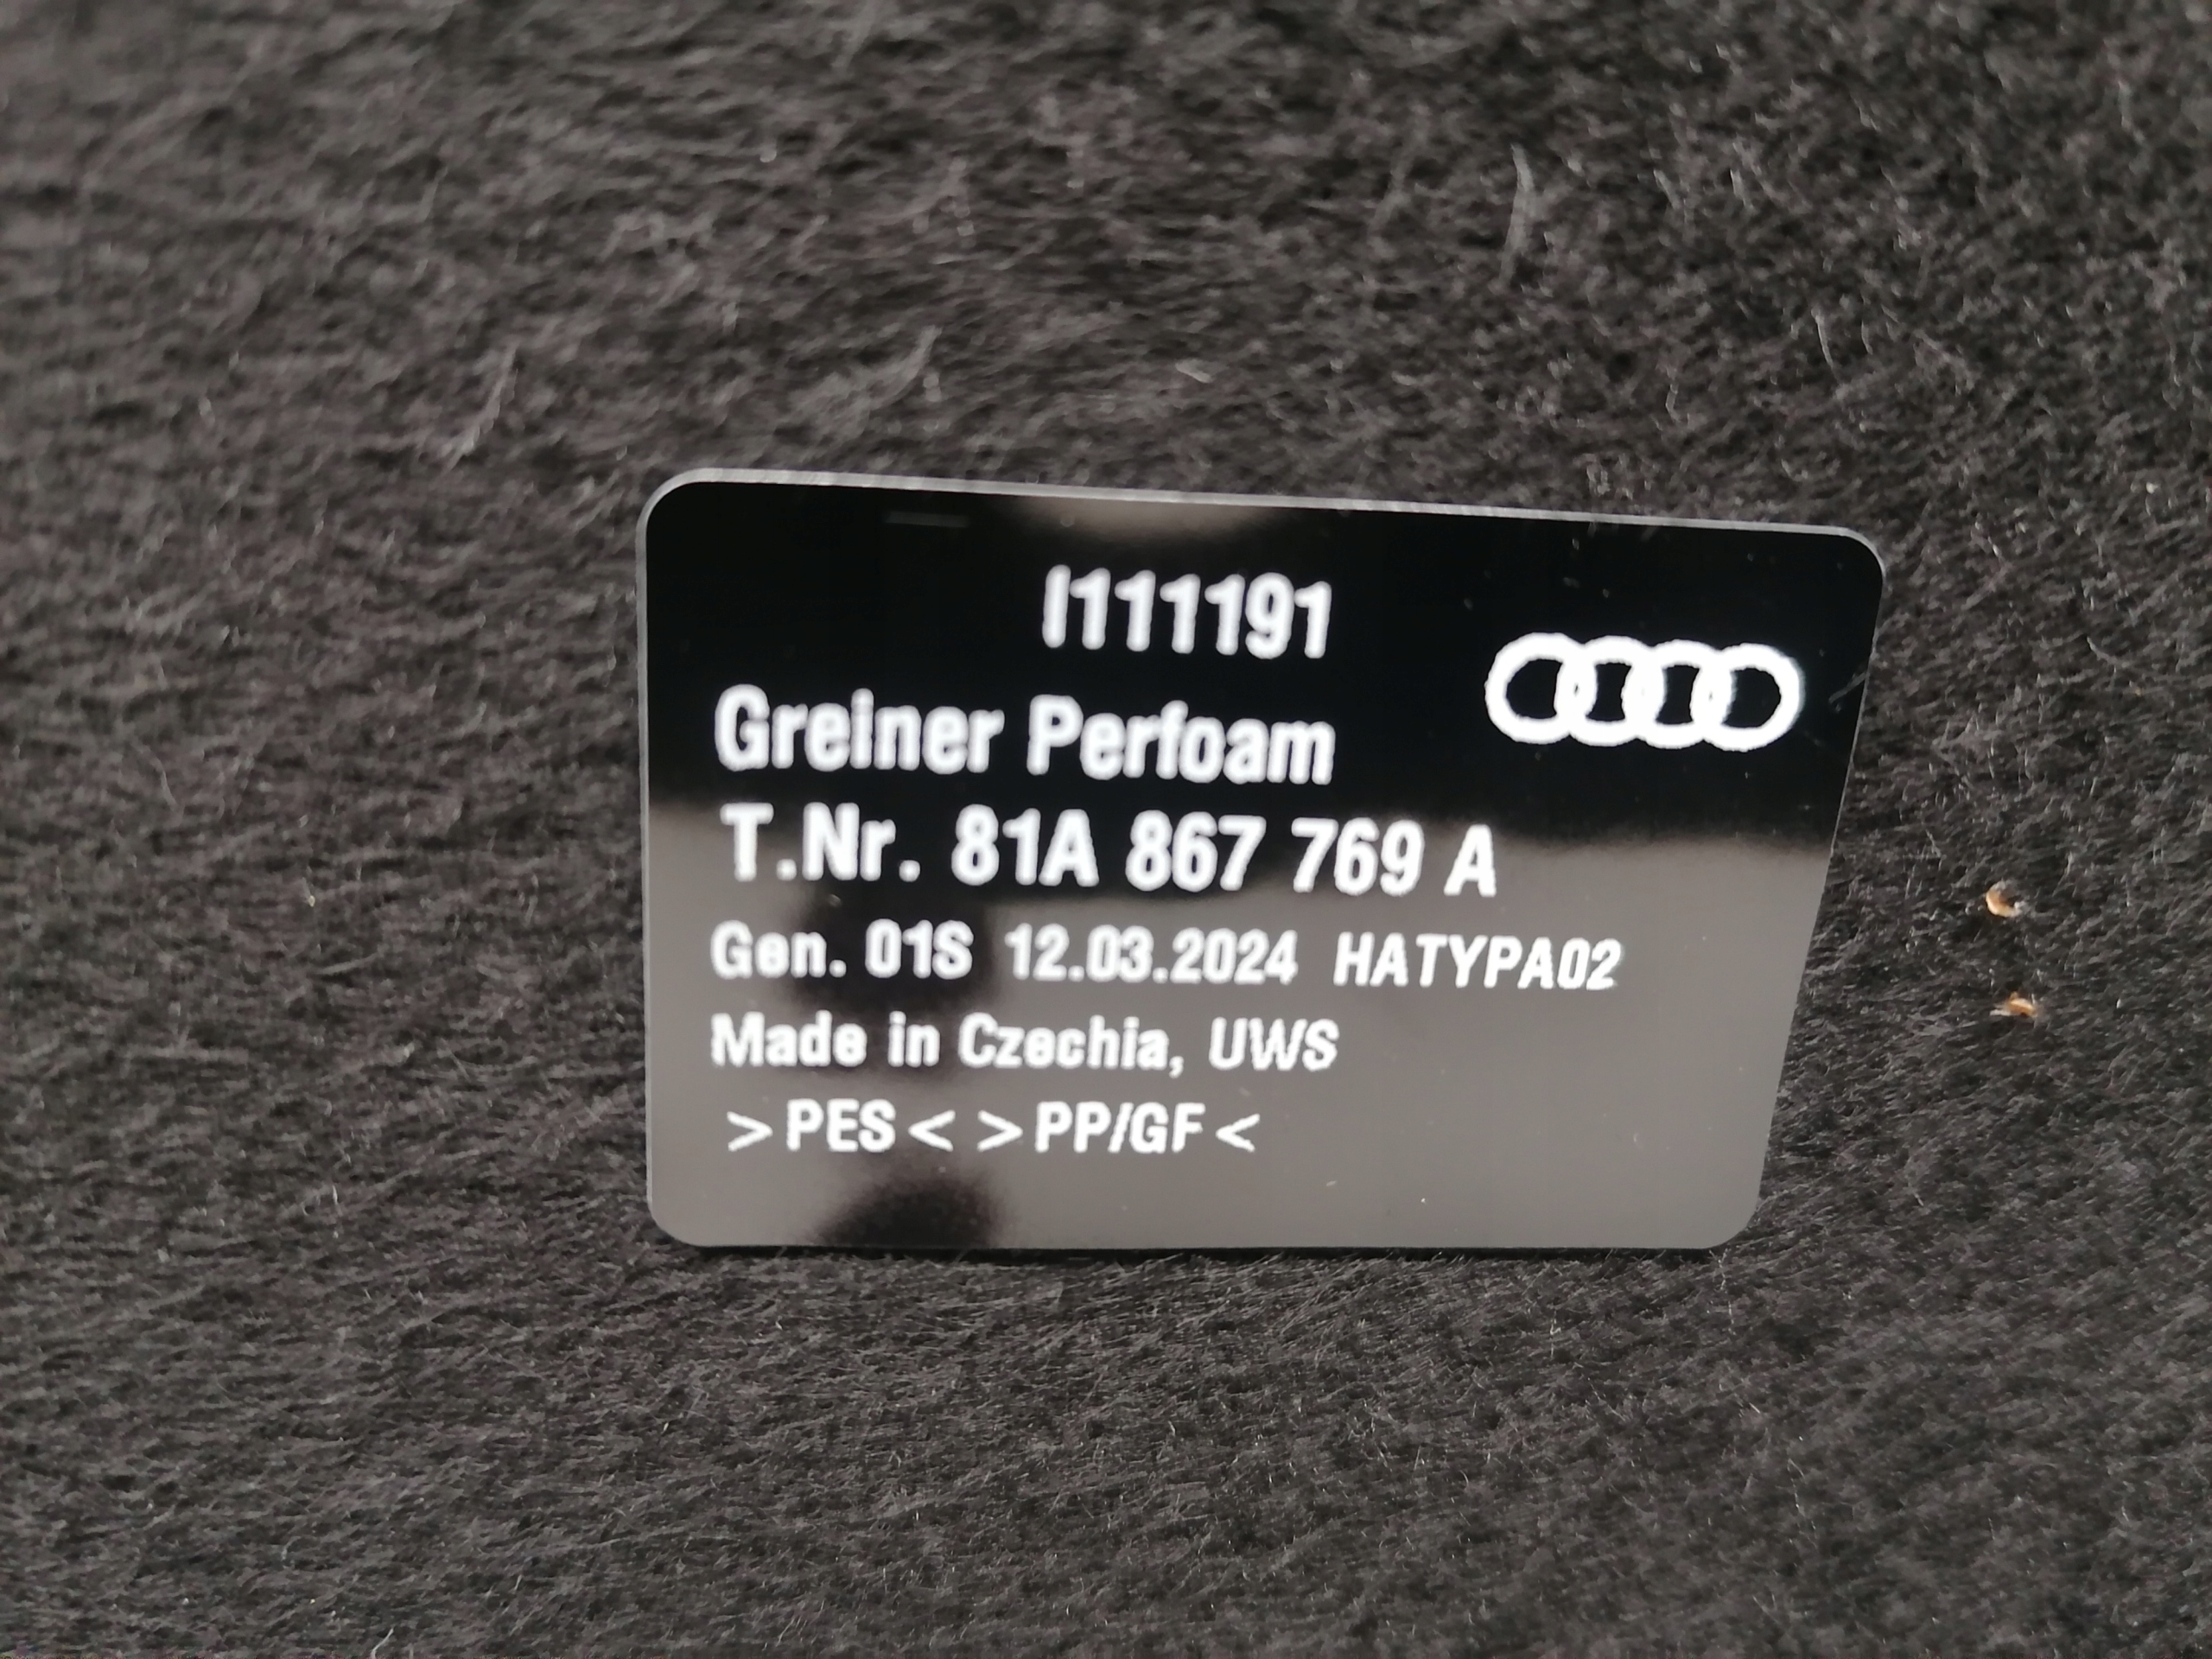 I111191
Greiner Perfoam
T.Nr. 81A 867 769 A
Gen. 01S 12.03.2024 HATYPA02
Made in Czechia, UWS
>PES< >PP/GF<